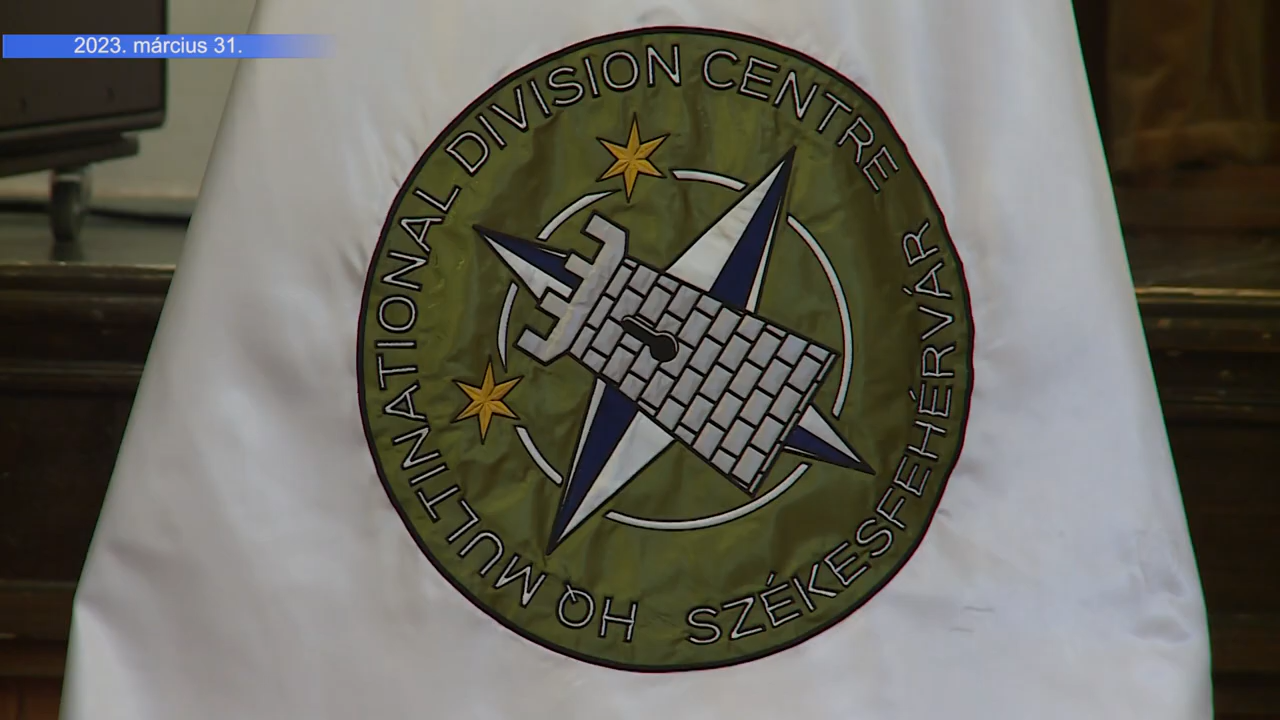 2023. március 31.
HQ MULTINATIONAL DIVISION CENTRE
SZÉKESFEHÉRVÁR